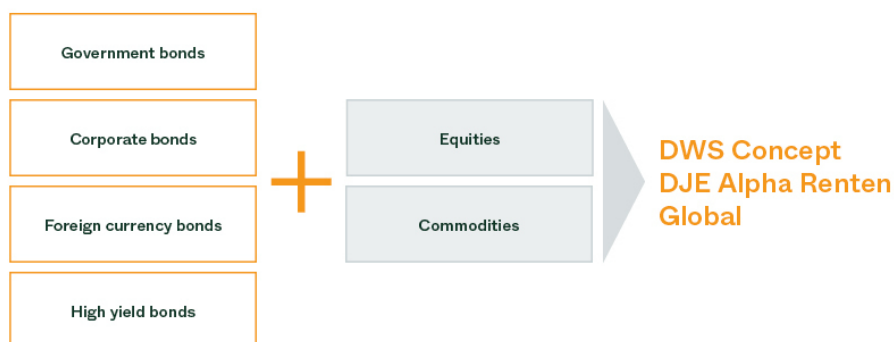 Government bonds
Corporate bonds
Foreign currency bonds
High yield bonds
Equities
Commodities
DWS Concept
DJE Alpha Renten
Global